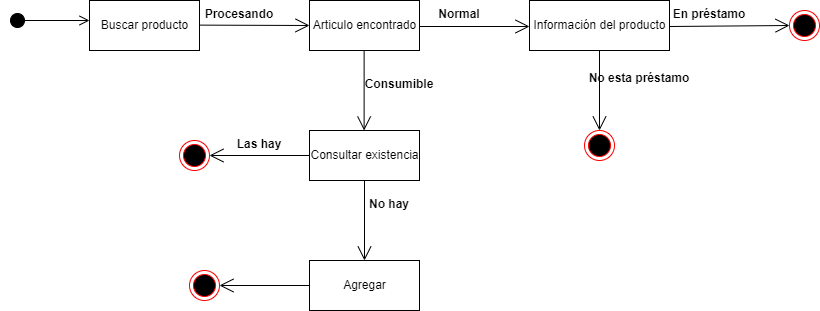 Buscar producto
Procesando
Articulo encontrado
Normal
Información del producto
En préstamo
Consumible
No esta préstamo
Las hay
Consultar existencia
No hay
Agregar